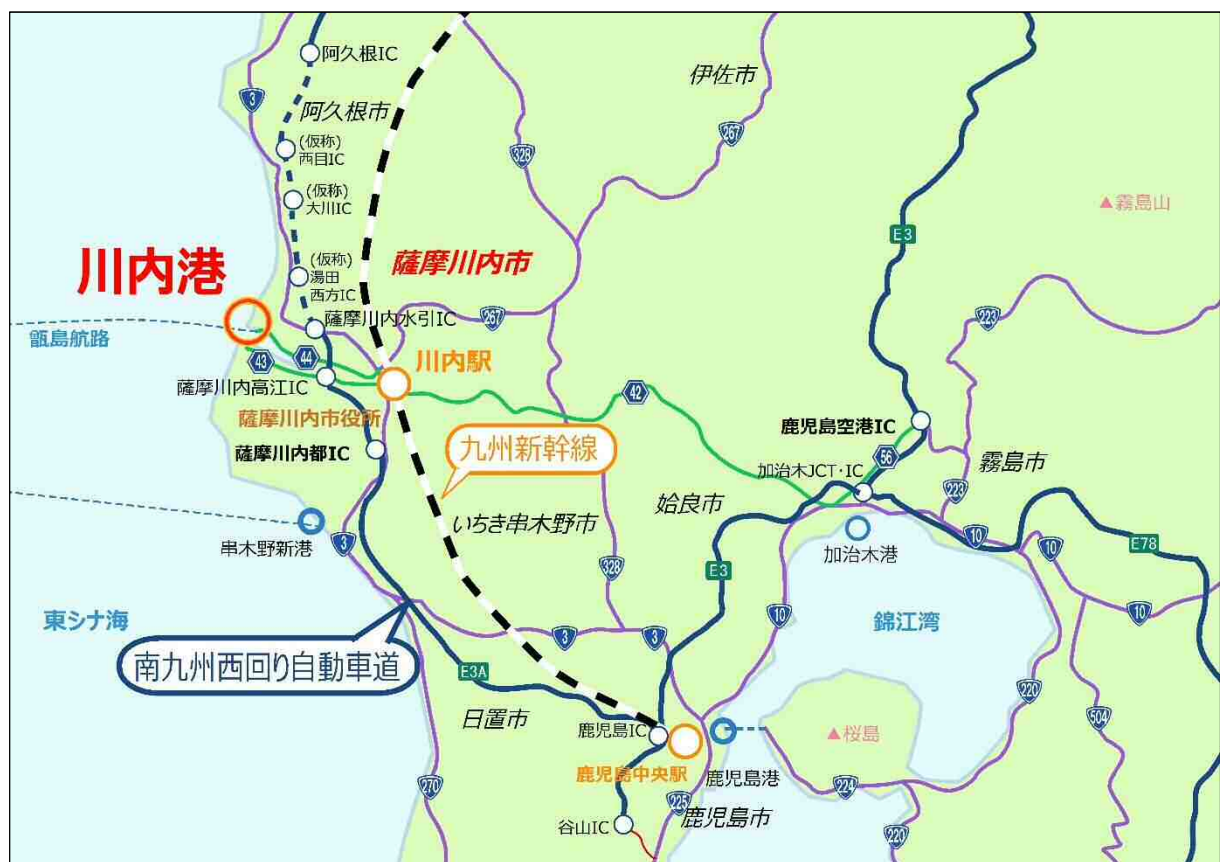 阿久根IC
伊佐市
3
阿久根市
267
328
(仮称)
西目IC
(仮称)
大川IC
▲霧島山
E3
川内港
薩摩川内市
(仮称)
湯田
西方IC
267
薩摩川内水引IC
223
甑島航路
43
44
川内駅
薩摩川内高江IC
42
薩摩川内市役所
鹿児島空港IC
薩摩川内都IC
九州新幹線
56
加治木JCT・IC
霧島市
223
姶良市
いちき串木野市
串木野新港
3
加治木港
10
10
E78
328
E3
10
10
東シナ海
錦江湾
3
3
南九州西回り自動車道
E3A
220
504
日置市
鹿児島IC
▲桜島
鹿児島中央駅
鹿児島港
270
225
224
鹿児島市
谷山IC
220